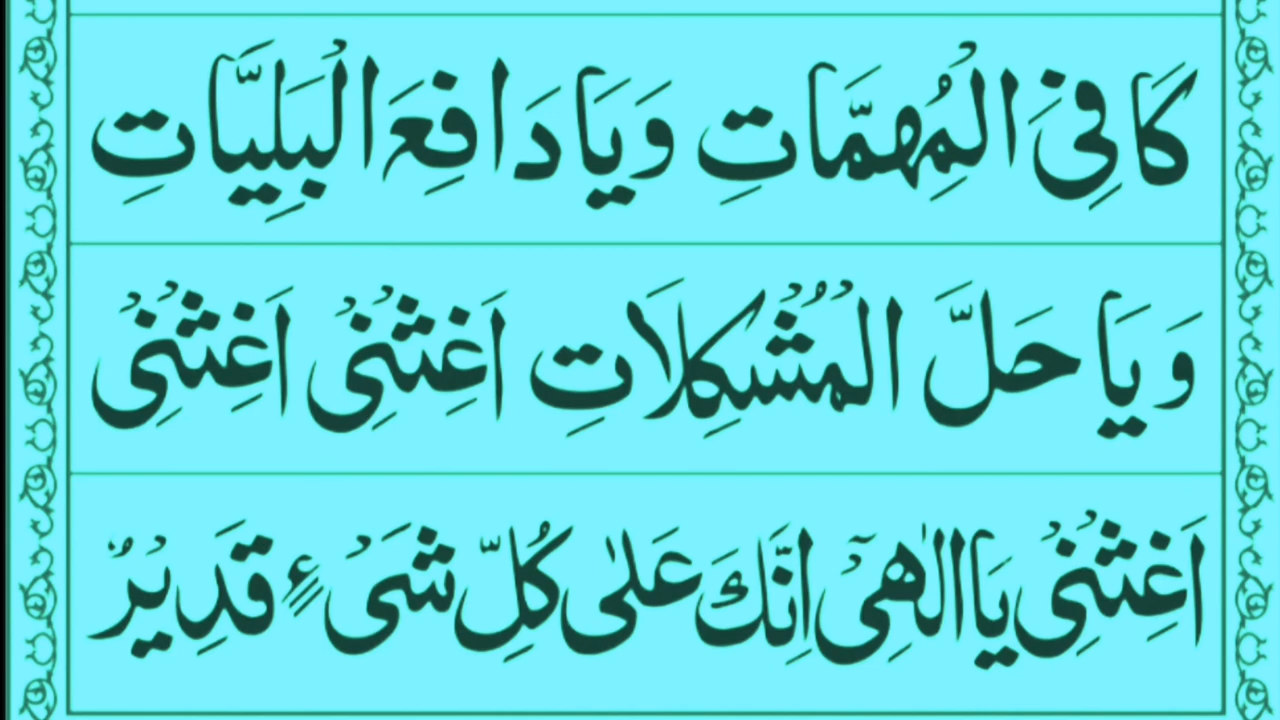 كَافِیَ الْمُهِمَّاتِ وَيَا دَافِعَ الْبَلِيَّاتِ
وَيَا حَلَّ الْمُشْكِلَاتِ اَغِثْنِیْ اَغِثْنِیْ
اَغِثْنِیْ يَا اِلٰهِیْٓ اِنَّكَ عَلٰى كُلِّ شَیْءٍ قَدِيْرٌ